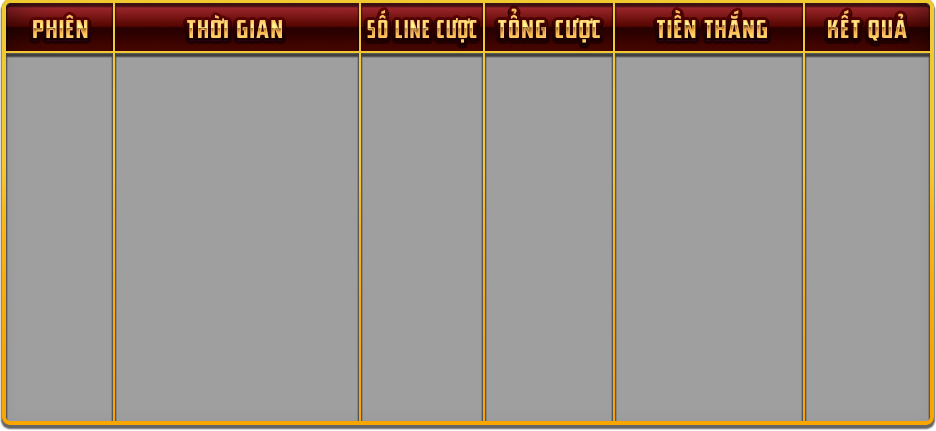 PHIÊN THỜI GIAN SỐ LINE CƯỢC TỔNG CƯỢC TIỀN THẮNG KẾT QUẢ